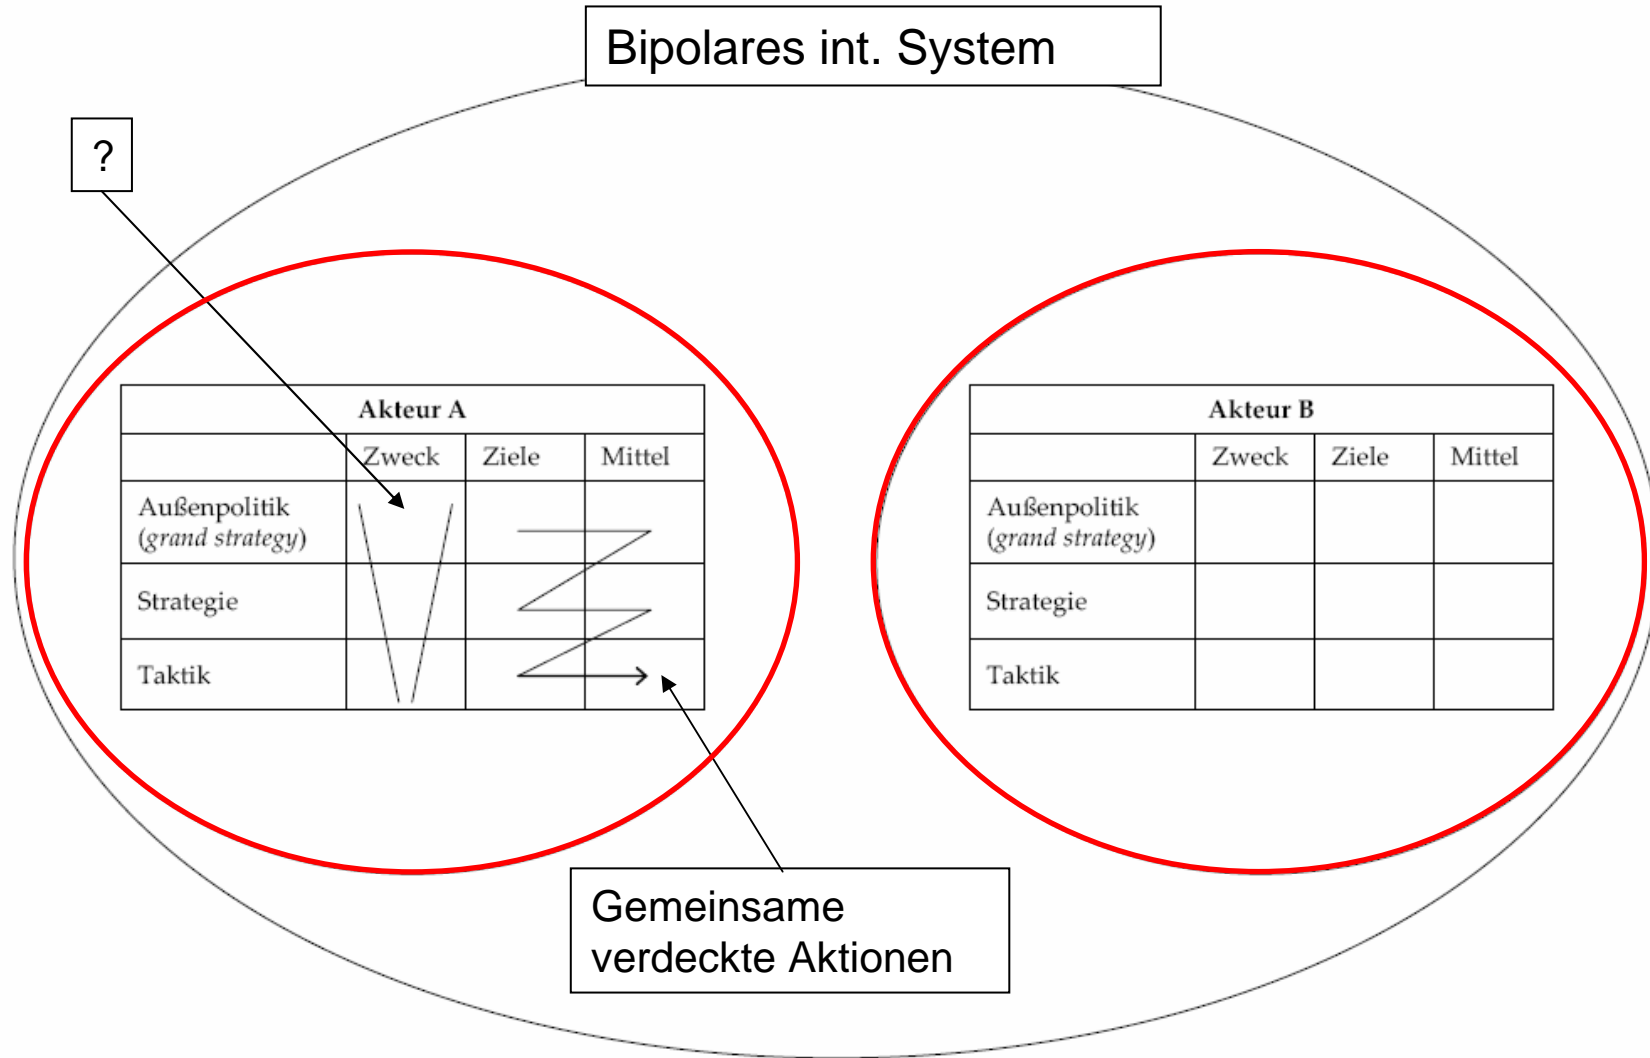 Bipolares int. System
?
Akteur A
Zweck Ziele Mittel
Außenpolitik
(grand strategy)
Strategie
Taktik
Akteur B
Zweck Ziele Mittel
Außenpolitik
(grand strategy)
Strategie
Taktik
Gemeinsame
verdeckte Aktionen